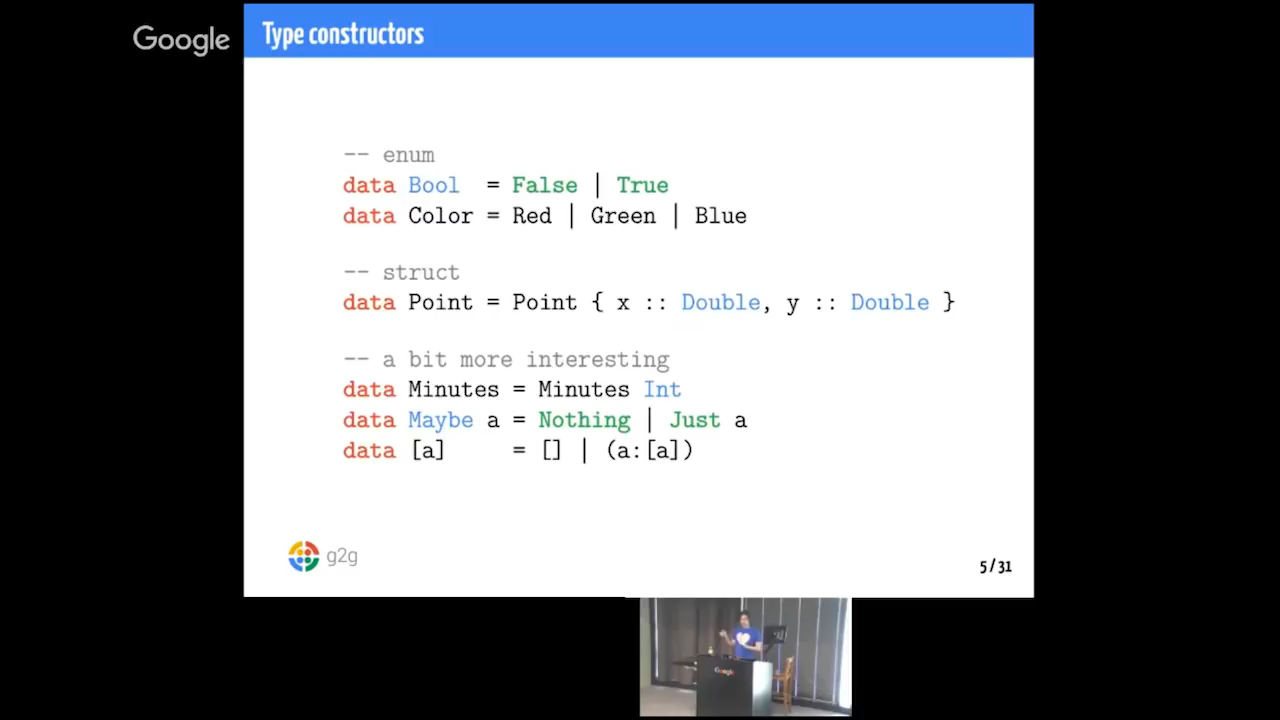 Google
Type constructors
-- enum
data Bool  = False | True
data Color = Red | Green | Blue
-- struct
data Point = Point { x :: Double, y :: Double }
-- a bit more interesting
data Minutes = Minutes Int
data Maybe a = Nothing | Just a
data [a]     = [] | (a:[a])
g2g
5 / 31
Google